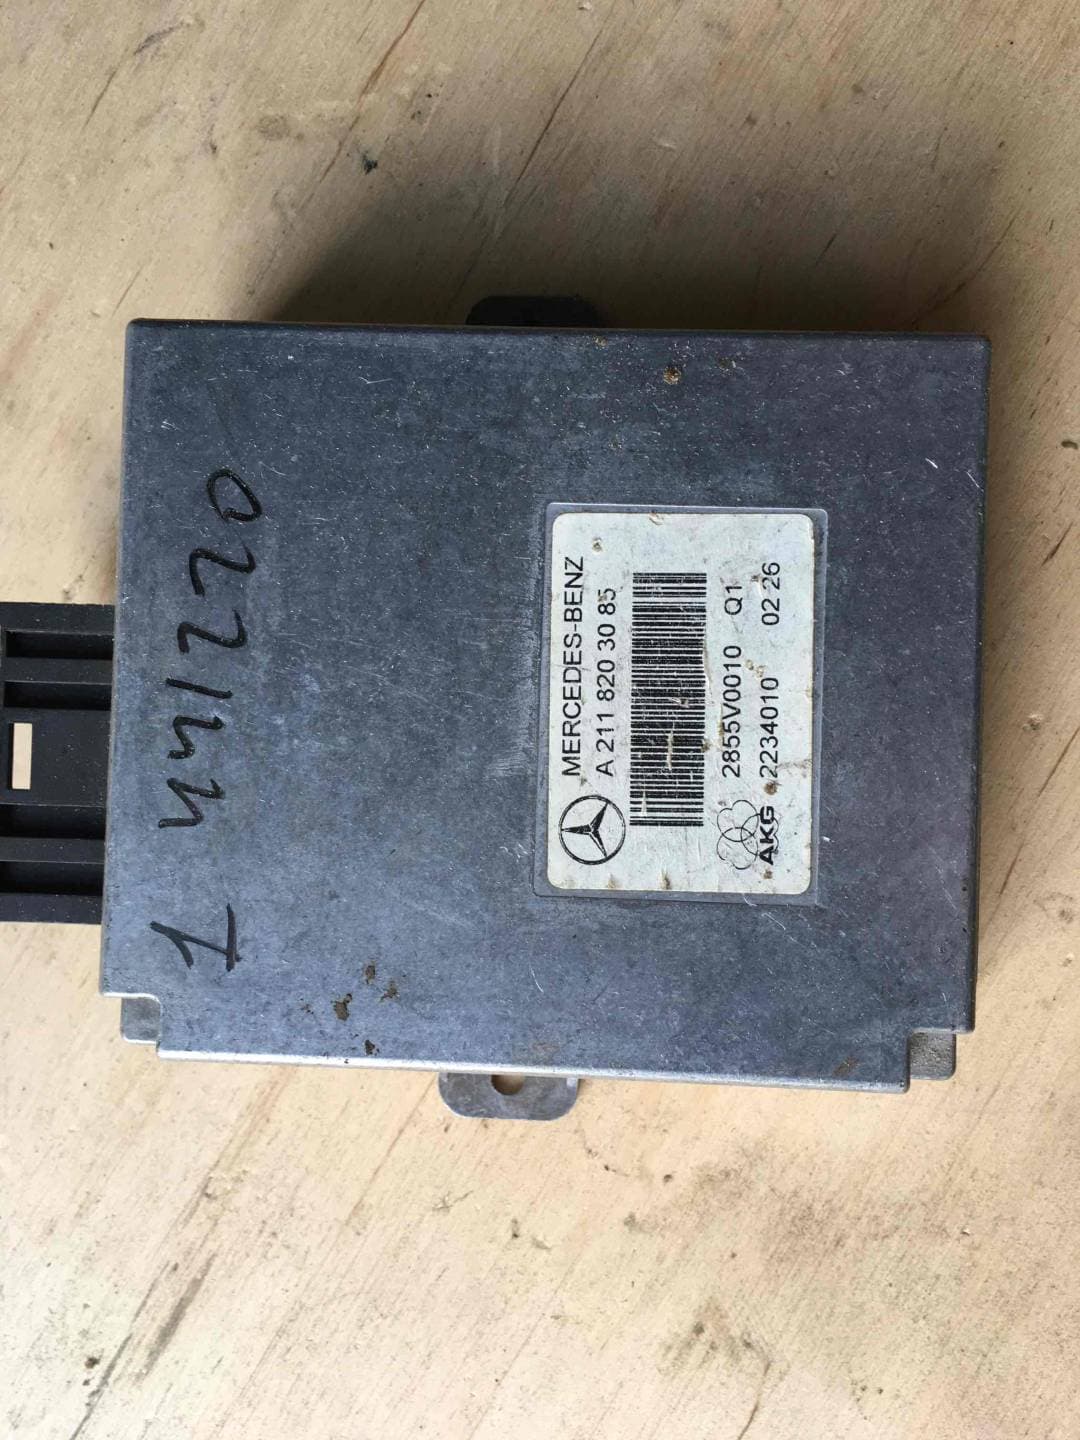 1 441220
MERCEDES-BENZ
A 211 820 30 85
2855V0010 Q1
2234010 02 26
AKG